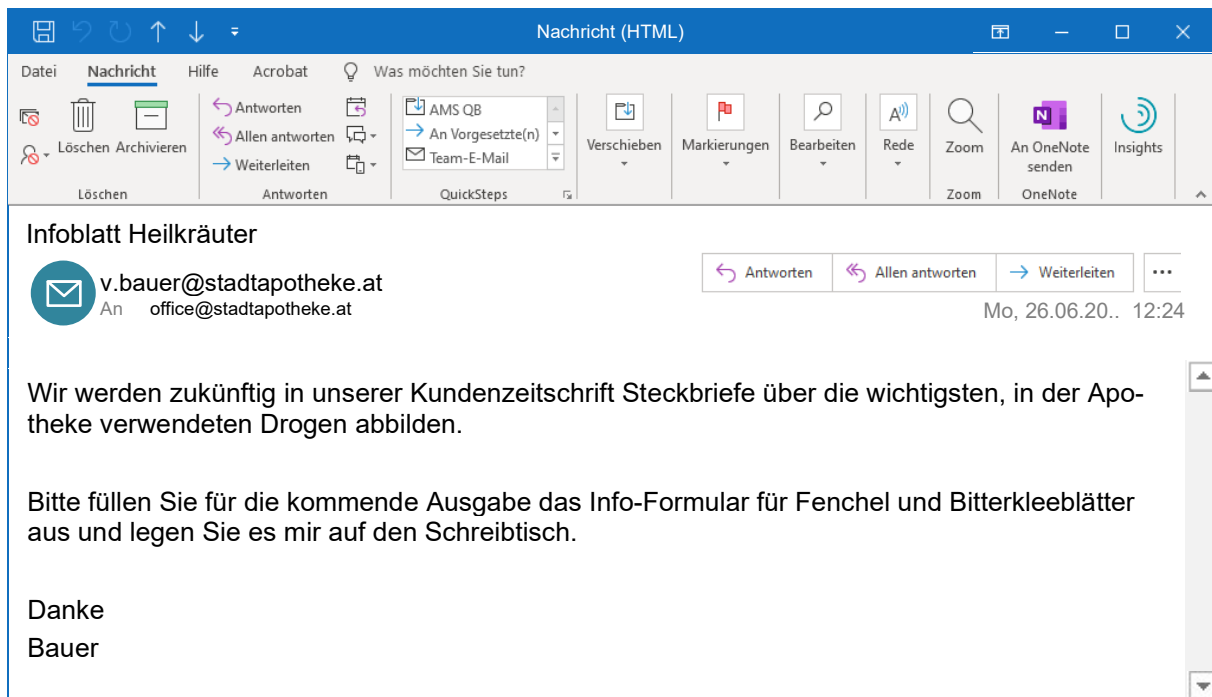 Nachricht (HTML)
Datei Nachricht Hilfe Acrobat Was möchten Sie tun?
Löschen Archivieren
Löschen
Antworten
Allen antworten
Weiterleiten
Antworten
AMS QB
An Vorgesetzte(n)
Team-E-Mail
QuickSteps
Verschieben
Markierungen
Bearbeiten
Rede
Zoom
Zoom
An OneNote
senden
OneNote
Insights
Infoblatt Heilkräuter
v.bauer@stadtapotheke.at
An office@stadtapotheke.at
Antworten Allen antworten Weiterleiten
Mo, 26.06.20.. 12:24
Wir werden zukünftig in unserer Kundenzeitschrift Steckbriefe über die wichtigsten, in der Apo-
theke verwendeten Drogen abbilden.
Bitte füllen Sie für die kommende Ausgabe das Info-Formular für Fenchel und Bitterkleeblätter
aus und legen Sie es mir auf den Schreibtisch.
Danke
Bauer